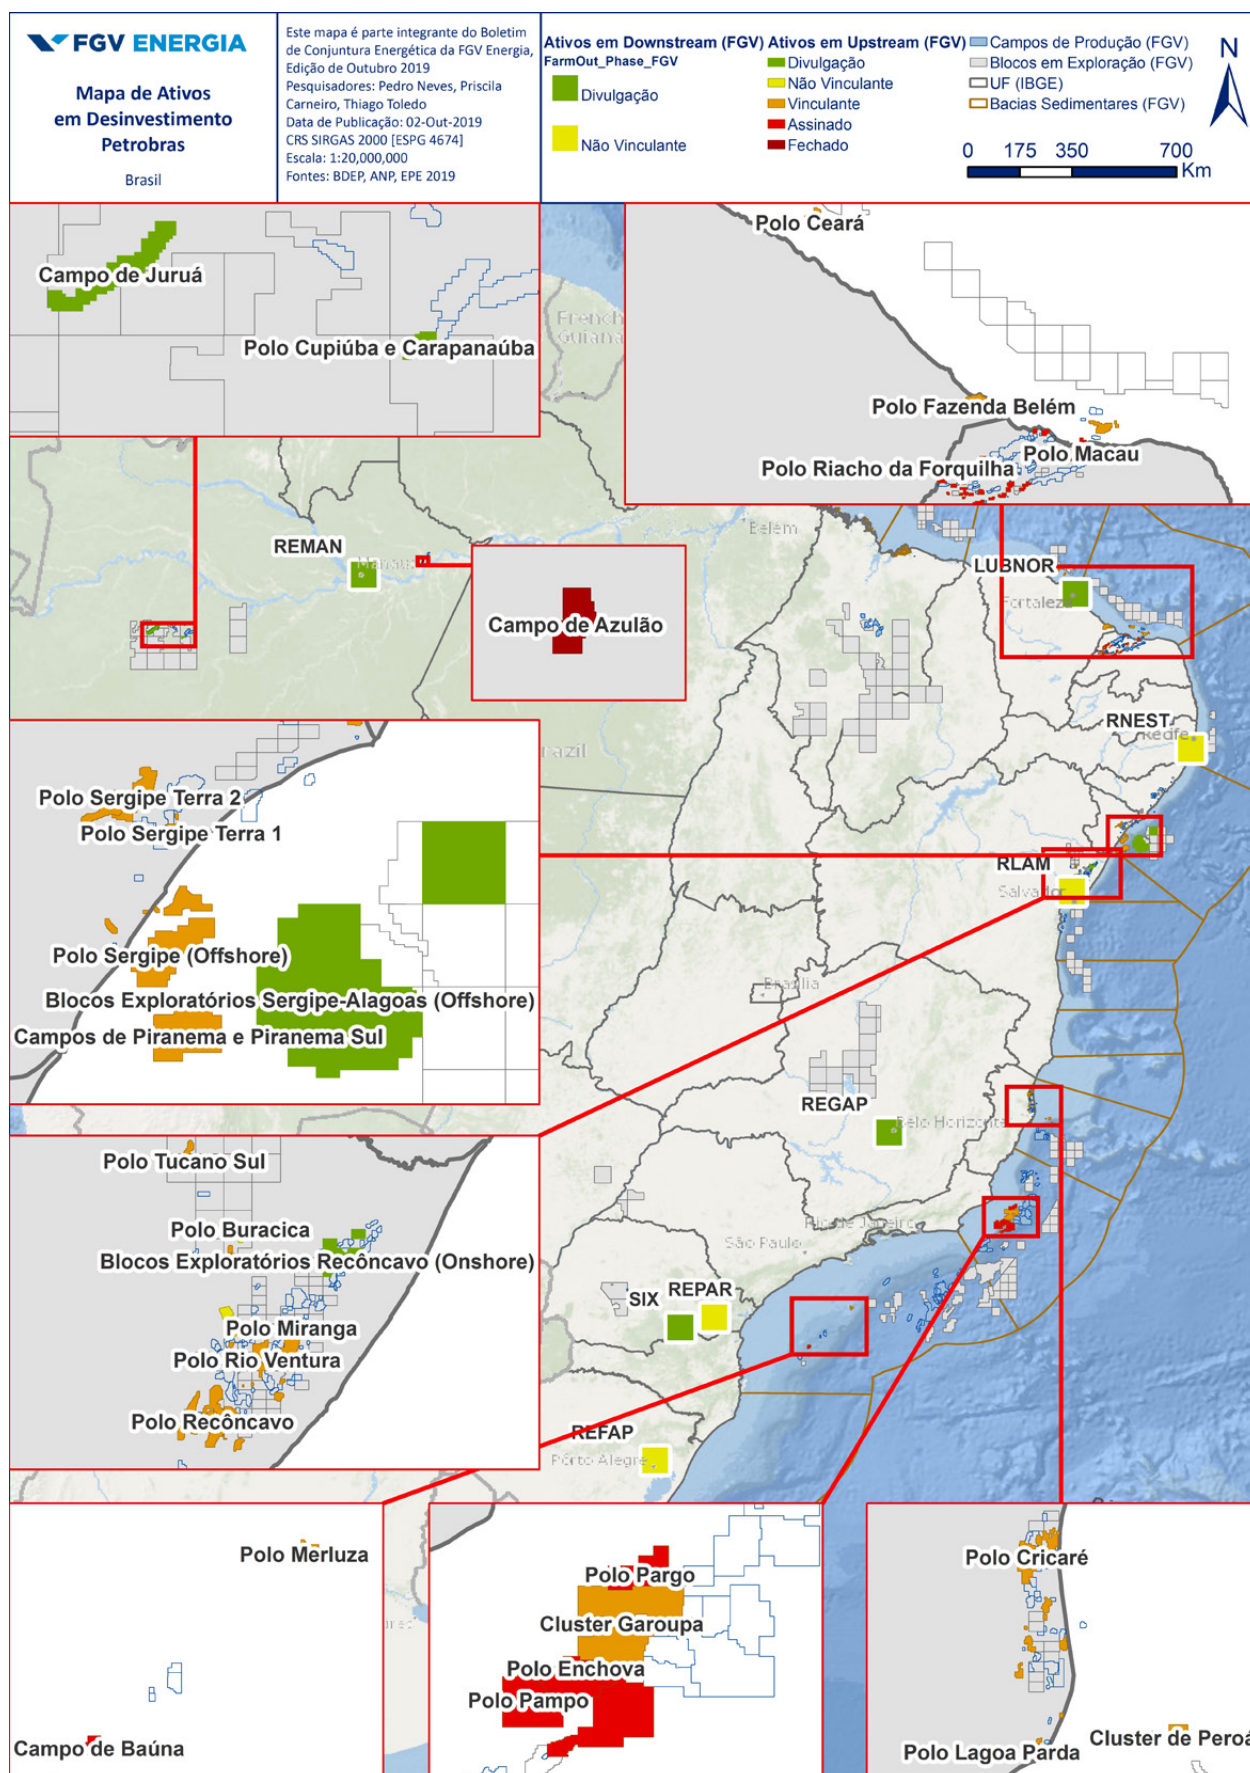 FGV ENERGIA
Mapa de Ativos
em Desinvestimento
Petrobras
Brasil
Este mapa é parte integrante do Boletim
de Conjuntura Energética da FGV Energia,
Edição de Outubro 2019
Pesquisadores: Pedro Neves, Priscila
Carneiro, Thiago Toledo
Data de Publicação: 02-Out-2019
CRS SIRGAS 2000 [ESPG 4674]
Escala: 1:20,000,000
Fontes: BDEP, ANP, EPE 2019
Ativos em Downstream (FGV)
FarmOut_Phase_FGV
Divulgação
Não Vinculante
Ativos em Upstream (FGV)
Divulgação
Não Vinculante
Vinculante
Assinado
Fechado
Campos de Produção (FGV)
Blocos em Exploração (FGV)
UF (IBGE)
Bacias Sedimentares (FGV)
N
0 175 350 700
Km
Campo de Juruá
Polo Cupiúba e Carapanaúba
French
Guiana
Polo Ceará
Polo Fazenda Belém
Polo Macau
Polo Riacho da Forquilha
Belém
REMAN
Manaus
Campo de Azulão
LUBNOR
Fortaleza
RNEST
Recife
Brazil
Polo Sergipe Terra 2
Polo Sergipe Terra 1
Polo Sergipe (Offshore)
Blocos Exploratórios Sergipe-Alagoas (Offshore)
Campos de Piranema e Piranema Sul
RLAM
Salvador
Brasília
REGAP
Belo Horizonte
Polo Tucano Sul
Polo Buracica
Blocos Exploratórios Recôncavo (Onshore)
Polo Miranga
Polo Rio Ventura
Polo Recôncavo
Rio de Janeiro
São Paulo
SIX
REPAR
REFAP
Porto Alegre
Polo Merluza
Campo de Baúna
Polo Pargo
Cluster Garoupa
Polo Enchova
Polo Pampo
Polo Cricaré
Cluster de Peroá
Polo Lagoa Parda